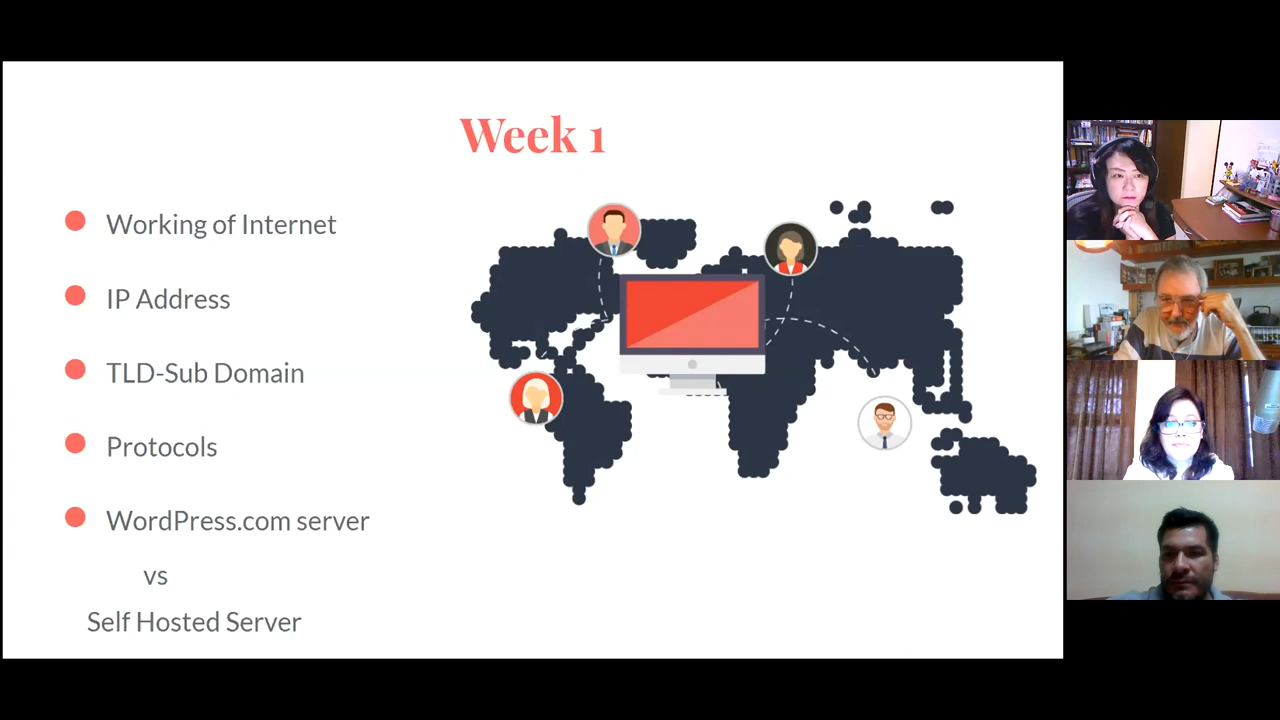 Week 1
Working of Internet
IP Address
TLD-Sub Domain
Protocols
WordPress.com server
vs
Self Hosted Server